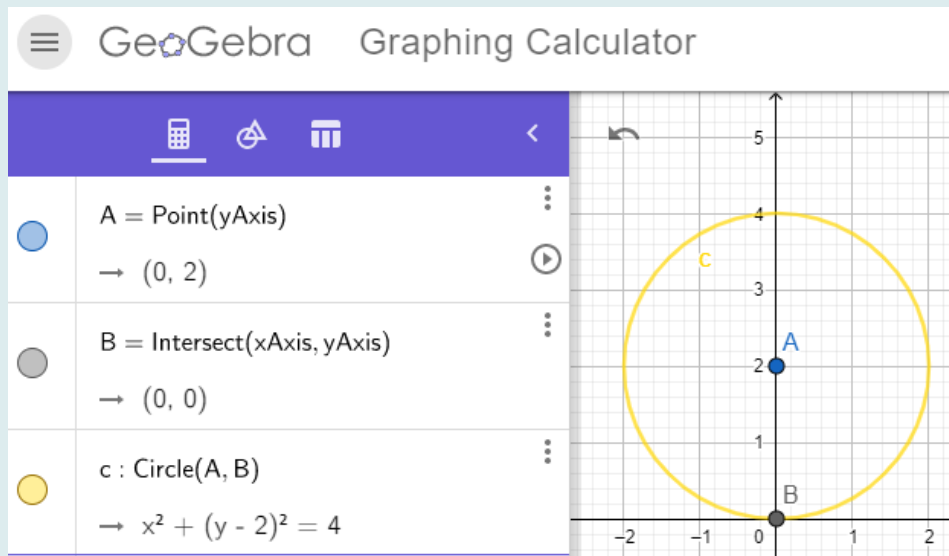 GeoGebra Graphing Calculator
A = Point(yAxis)
→ (0, 2)
B = Intersect(xAxis, yAxis)
→ (0, 0)
c : Circle(A, B)
→ x² + (y - 2)² = 4
5
4
c
3
A
2
1
B
−2 −1 0 1 2